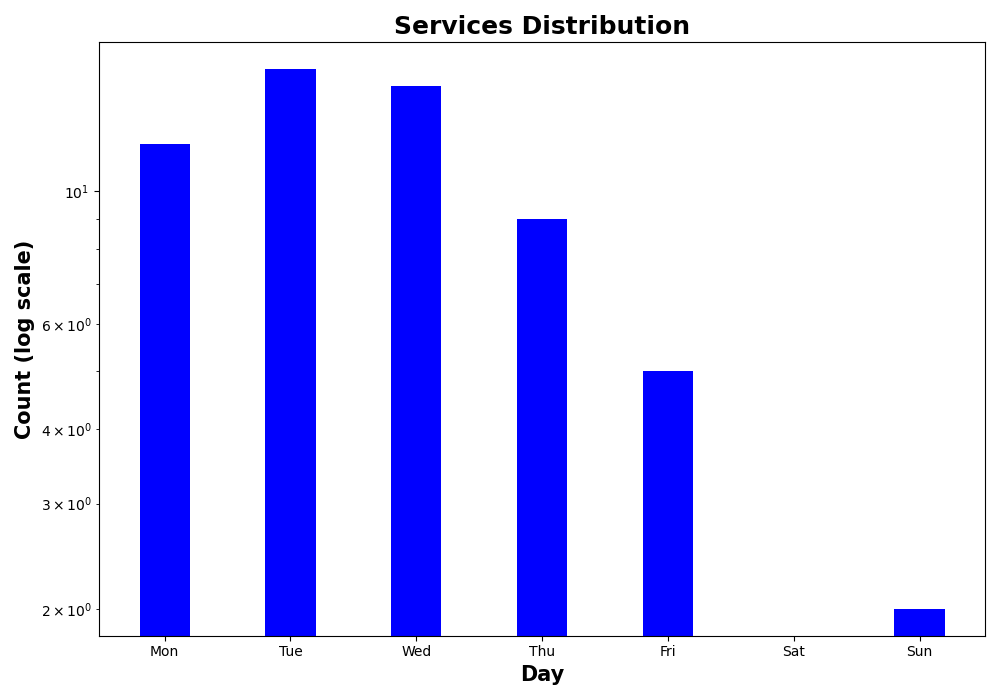 Services Distribution
Count (log scale)
10¹
6 × 10⁰
4 × 10⁰
3 × 10⁰
2 × 10⁰
Mon Tue Wed Thu Fri Sat Sun
Day